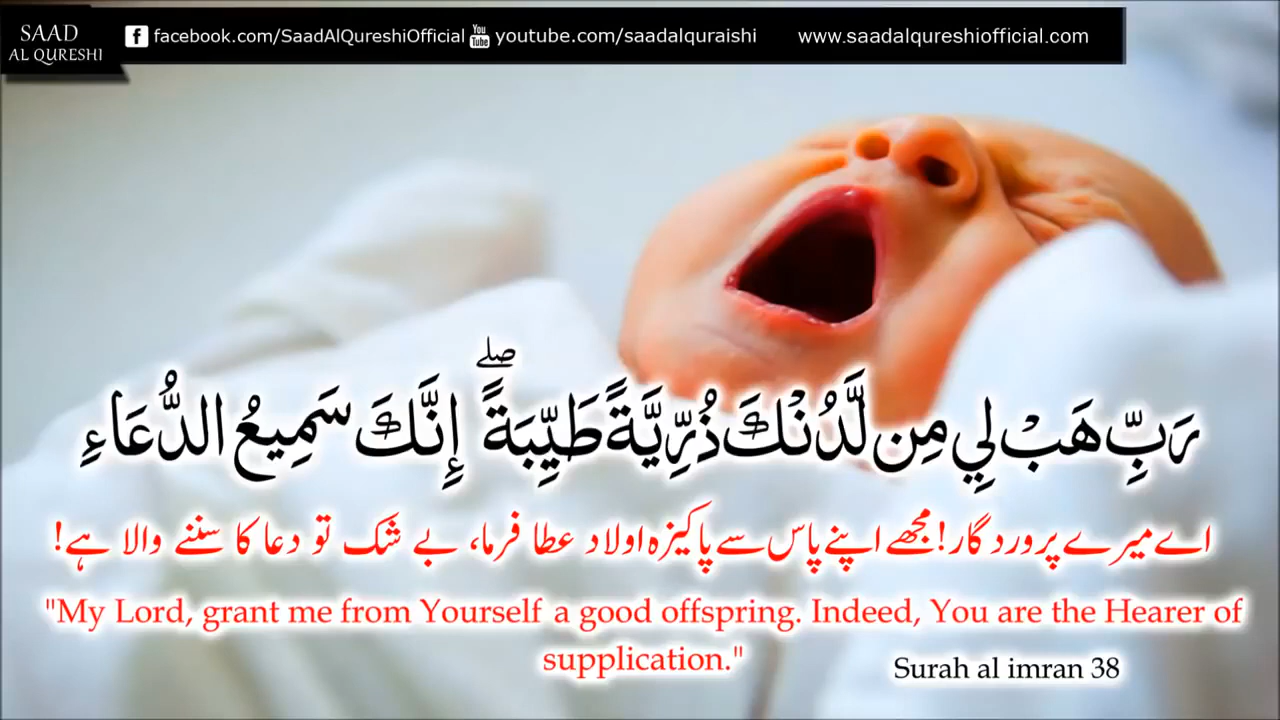 SAAD
AL QURESHI
facebook.com/SaadAlQureshiOfficial You Tube youtube.com/saadalquraishi www.saadalqureshiofficial.com
رَبِّ هَبْ لِي مِن لَّدُنْكَ ذُرِّيَّةً طَيِّبَةً ۖ إِنَّكَ سَمِيعُ الدُّعَاءِ
اے میرے پروردگار! مجھے اپنے پاس سے پاکیزہ اولاد عطا فرما، بے شک تو دعا کا سننے والا ہے!
"My Lord, grant me from Yourself a good offspring. Indeed, You are the Hearer of
supplication."
Surah al imran 38